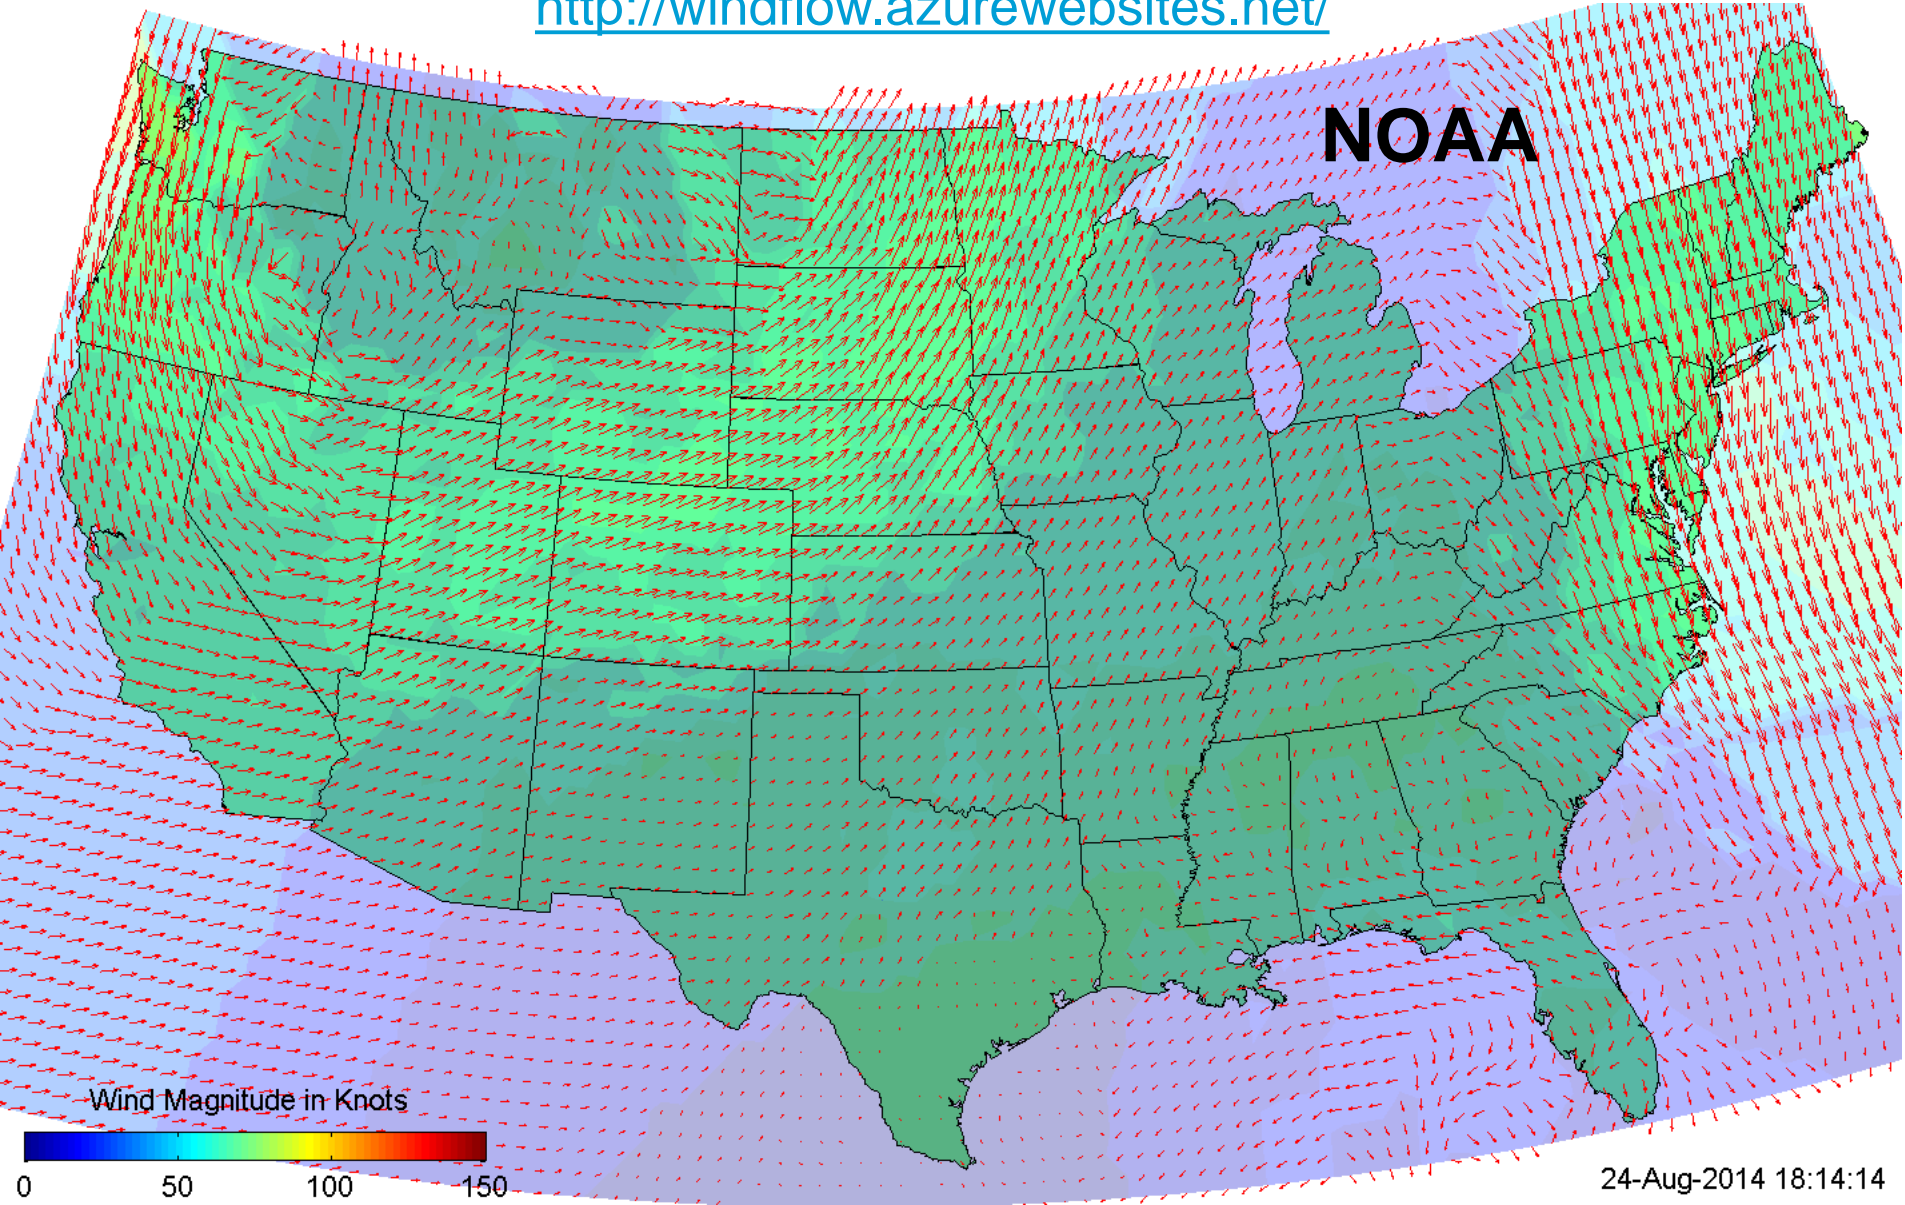 http://windflow.azurewebsites.net/
NOAA
Wind Magnitude in Knots
0 50 100 150
24-Aug-2014 18:14:14